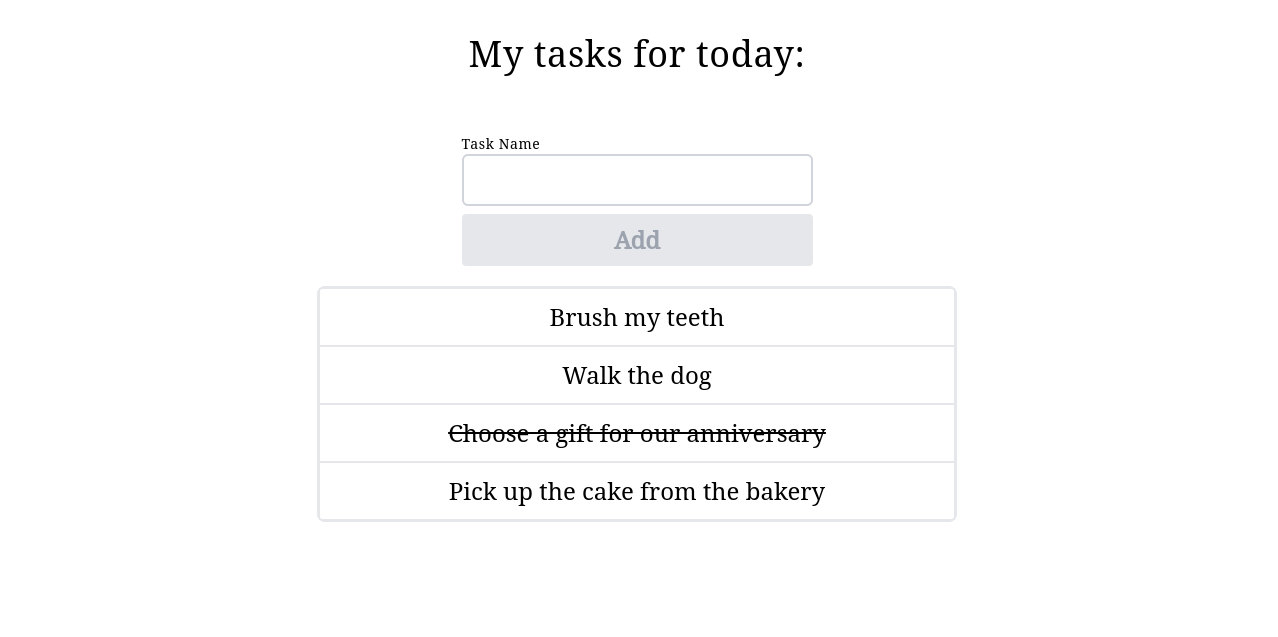 My tasks for today:
Task Name
Add
Brush my teeth
Walk the dog
Choose a gift for our anniversary
Pick up the cake from the bakery